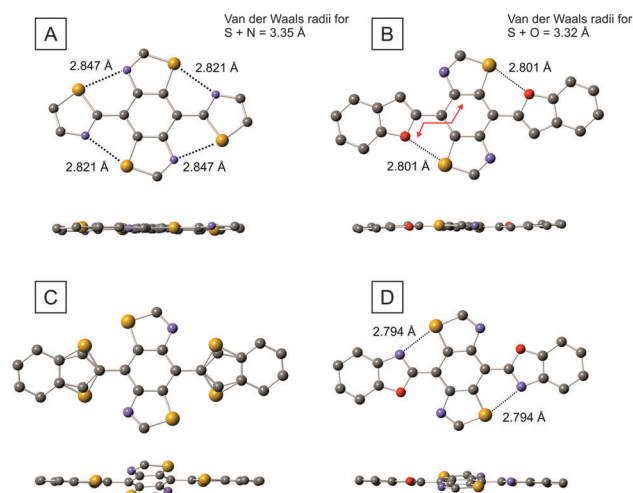 A
Van der Waals radii for
S + N = 3.35 Å
2.847 Å
2.821 Å
2.821 Å
2.847 Å
B
Van der Waals radii for
S + O = 3.32 Å
2.801 Å
2.801 Å
C
D
2.794 Å
2.794 Å